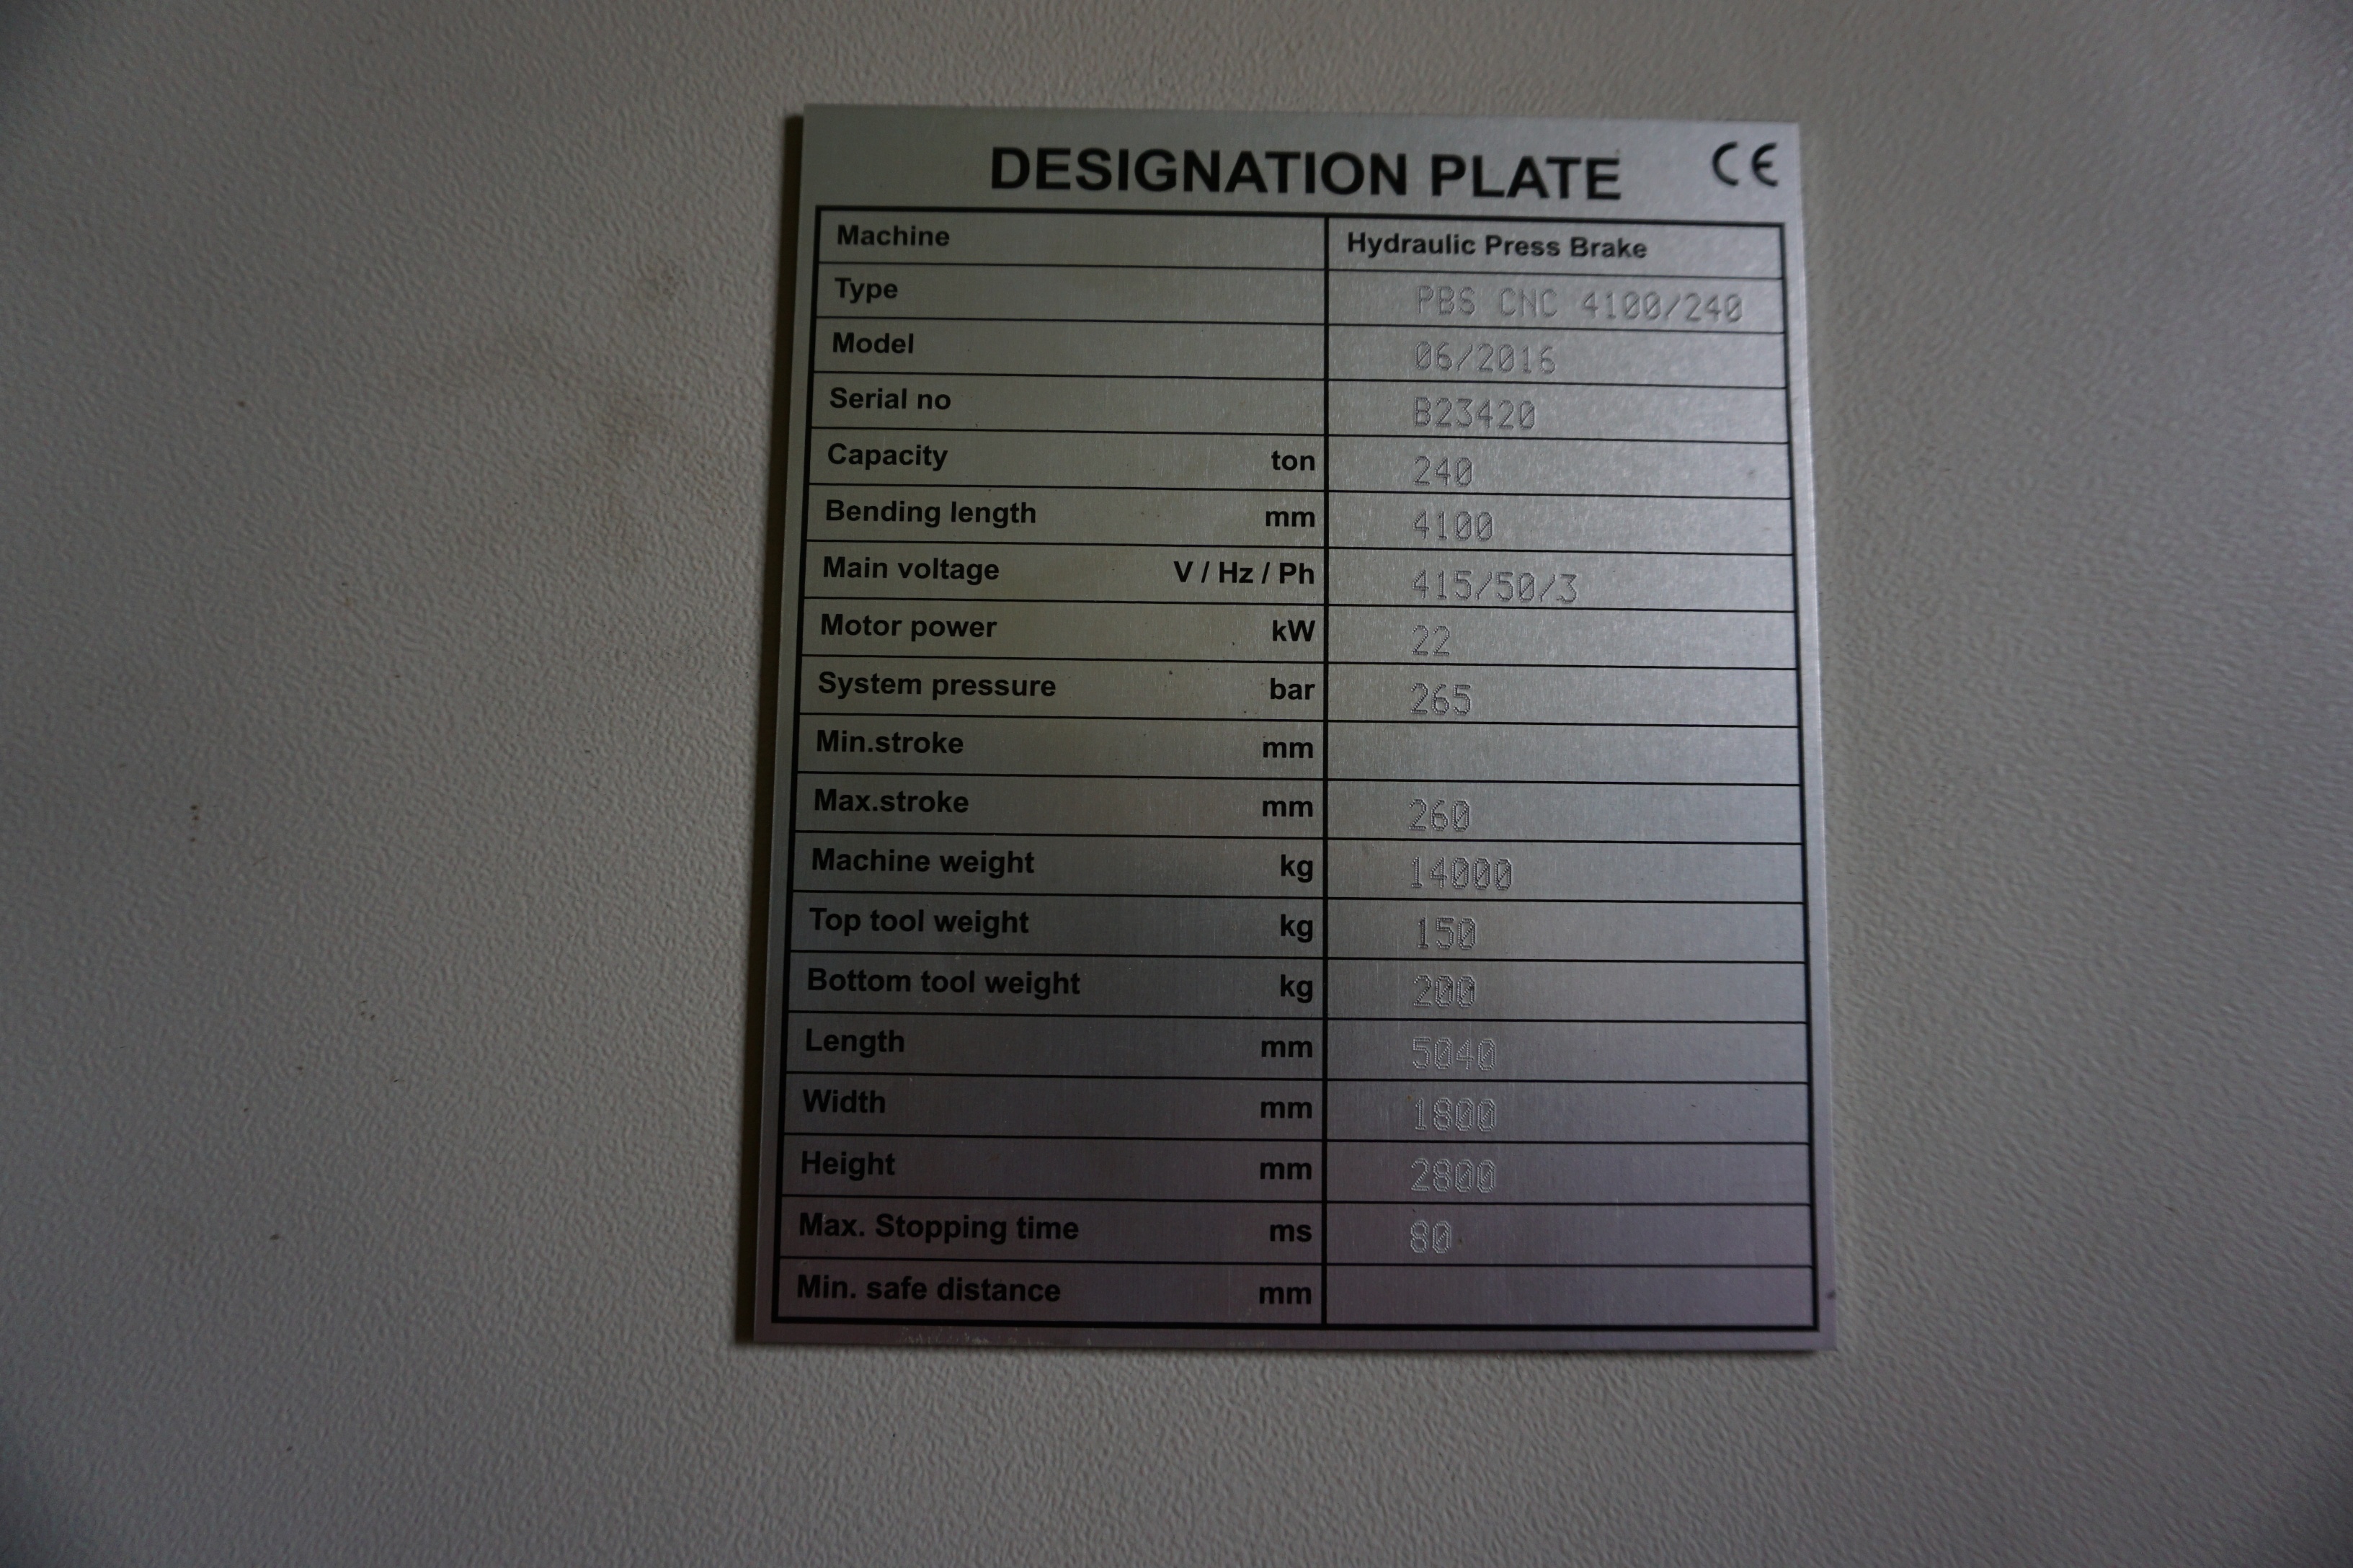 DESIGNATION PLATE CE
Machine Hydraulic Press Brake
Type PBS CNC 4100/240
Model 06/2016
Serial no B23420
Capacity ton 240
Bending length mm 4100
Main voltage V / Hz / Ph 415/50/3
Motor power kW 22
System pressure bar 265
Min.stroke mm
Max.stroke mm 260
Machine weight kg 14000
Top tool weight kg 150
Bottom tool weight kg 200
Length mm 5040
Width mm 1800
Height mm 2800
Max. Stopping time ms 80
Min. safe distance mm